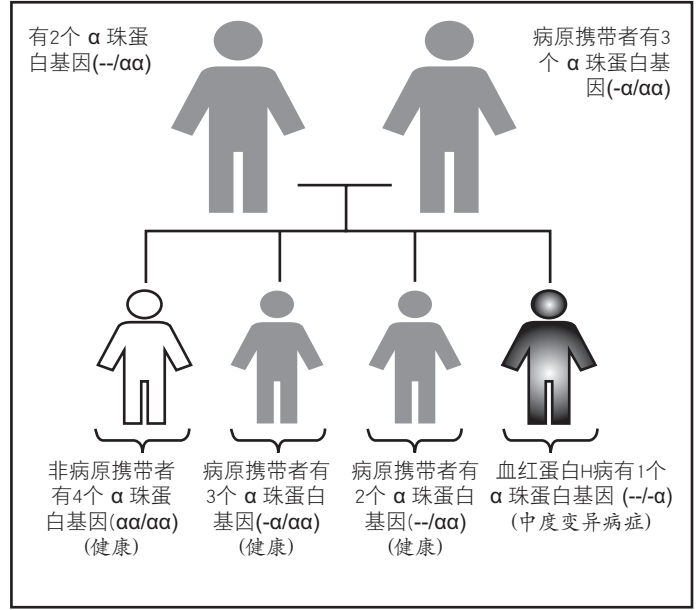 有2个 α 珠蛋
白基因(--/αα)
病原携带者有3
个 α 珠蛋白基
因(-α/αα)
非病原携带者
有4个 α 珠蛋
白基因(αα/αα)
(健康)
病原携带者有
3个 α 珠蛋白
基因(-α/αα)
(健康)
病原携带者有
2个 α 珠蛋白
基因(--/αα)
(健康)
血红蛋白H病有1个
α 珠蛋白基因 (--/-α)
(中度变异病症)